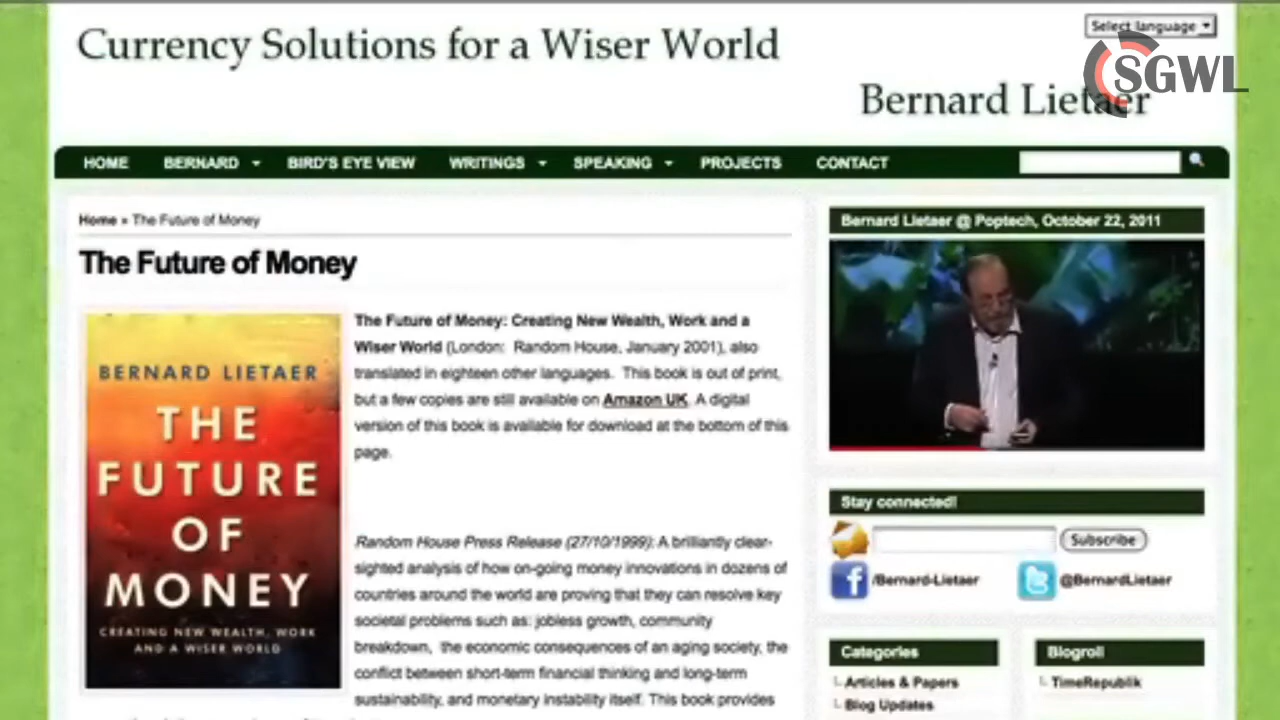 Currency Solutions for a Wiser World
Select language
SGWL
Bernard Lietaer
HOME BERNARD BIRD'S EYE VIEW WRITINGS SPEAKING PROJECTS CONTACT
Home » The Future of Money
The Future of Money
BERNARD LIETAER
THE
FUTURE
OF
MONEY
CREATING NEW WEALTH, WORK
AND A WISER WORLD
The Future of Money: Creating New Wealth, Work and a
Wiser World (London: Random House, January 2001), also
translated in eighteen other languages. This book is out of print,
but a few copies are still available on Amazon UK. A digital
version of this book is available for download at the bottom of this
page.
Random House Press Release (27/10/1999): A brilliantly clear-
sighted analysis of how on-going money innovations in dozens of
countries around the world are proving that they can resolve key
societal problems such as: jobless growth, community
breakdown, the economic consequences of an aging society, the
conflict between short-term financial thinking and long-term
sustainability, and monetary instability itself. This book provides
Bernard Lietaer @ Poptech, October 22, 2011
Stay connected!
Subscribe
/Bernard-Lietaer
@BernardLietaer
Categories
Articles & Papers
Blog Updates
Blogroll
TimeRepublik